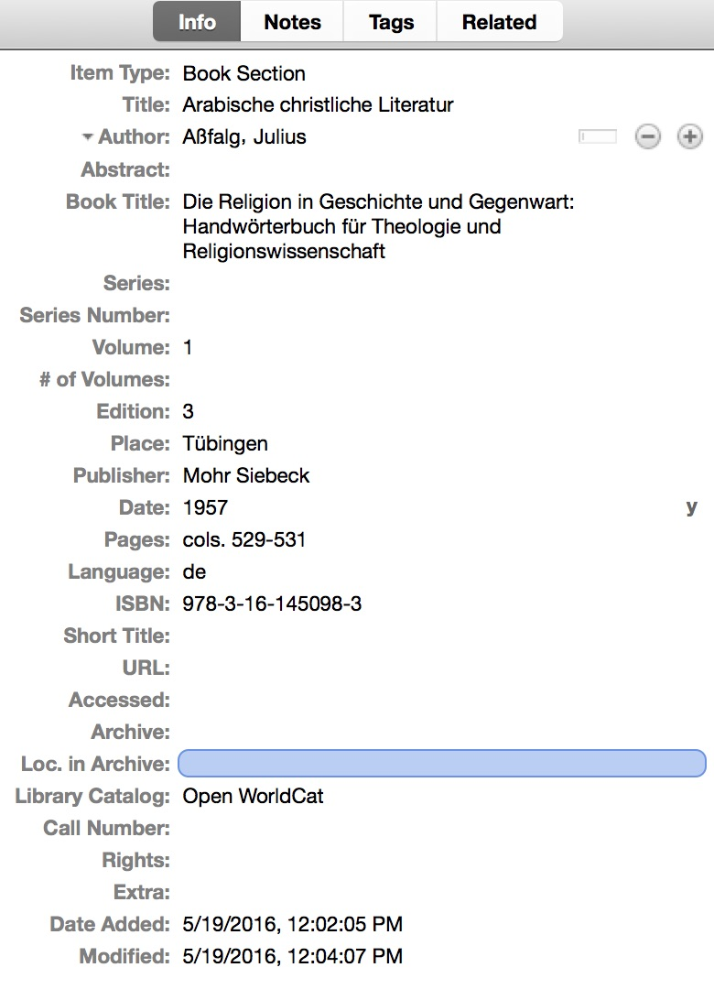 Info Notes Tags Related
Item Type: Book Section
Title: Arabische christliche Literatur
Author: Aßfalg, Julius
Abstract:
Book Title: Die Religion in Geschichte und Gegenwart:
Handwörterbuch für Theologie und
Religionswissenschaft
Series:
Series Number:
Volume: 1
# of Volumes:
Edition: 3
Place: Tübingen
Publisher: Mohr Siebeck
Date: 1957 y
Pages: cols. 529-531
Language: de
ISBN: 978-3-16-145098-3
Short Title:
URL:
Accessed:
Archive:
Loc. in Archive:
Library Catalog: Open WorldCat
Call Number:
Rights:
Extra:
Date Added: 5/19/2016, 12:02:05 PM
Modified: 5/19/2016, 12:04:07 PM